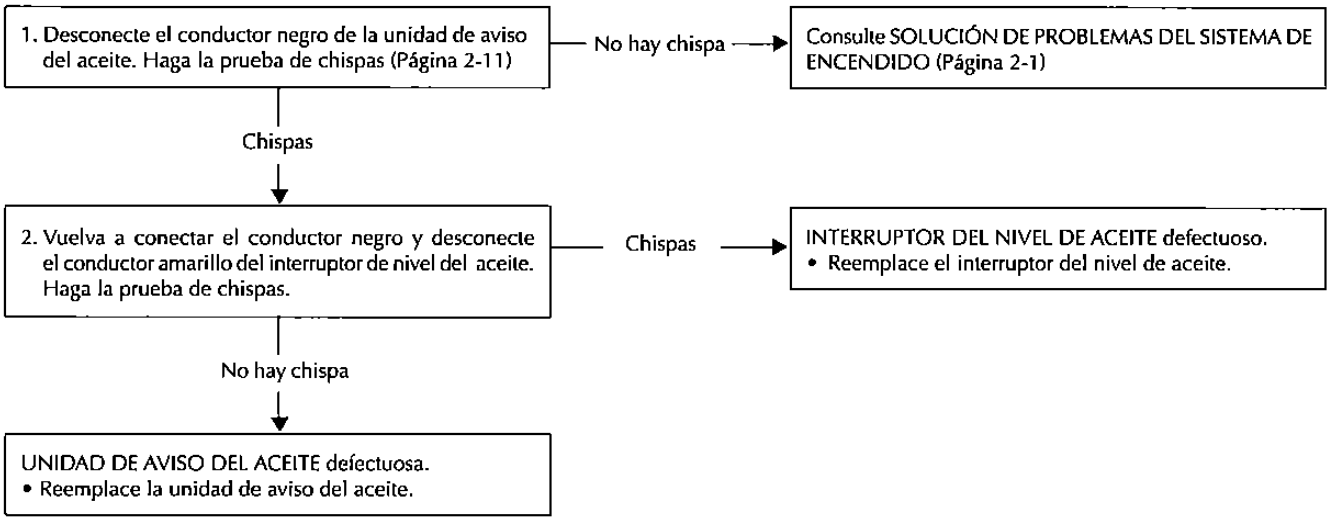 1. Desconecte el conductor negro de la unidad de aviso
del aceite. Haga la prueba de chispas (Página 2-11)
No hay chispa
Consulte SOLUCIÓN DE PROBLEMAS DEL SISTEMA DE
ENCENDIDO (Página 2-1)
Chispas
2. Vuelva a conectar el conductor negro y desconecte
el conductor amarillo del interruptor de nivel del aceite.
Haga la prueba de chispas.
Chispas
INTERRUPTOR DEL NIVEL DE ACEITE defectuoso.
• Reemplace el interruptor del nivel de aceite.
No hay chispa
UNIDAD DE AVISO DEL ACEITE defectuosa.
• Reemplace la unidad de aviso del aceite.